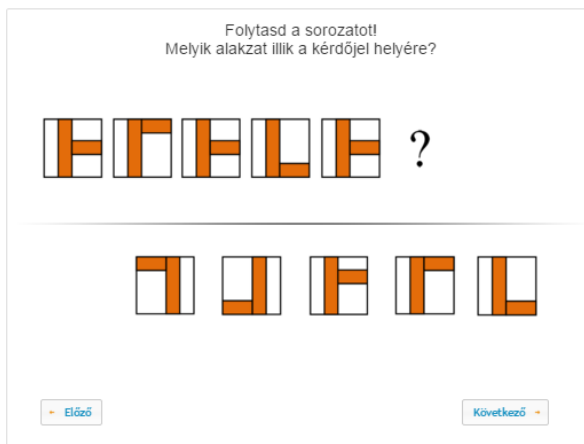 Folytasd a sorozatot!
Melyik alakzat illik a kérdőjel helyére?
?
Előző
Következő